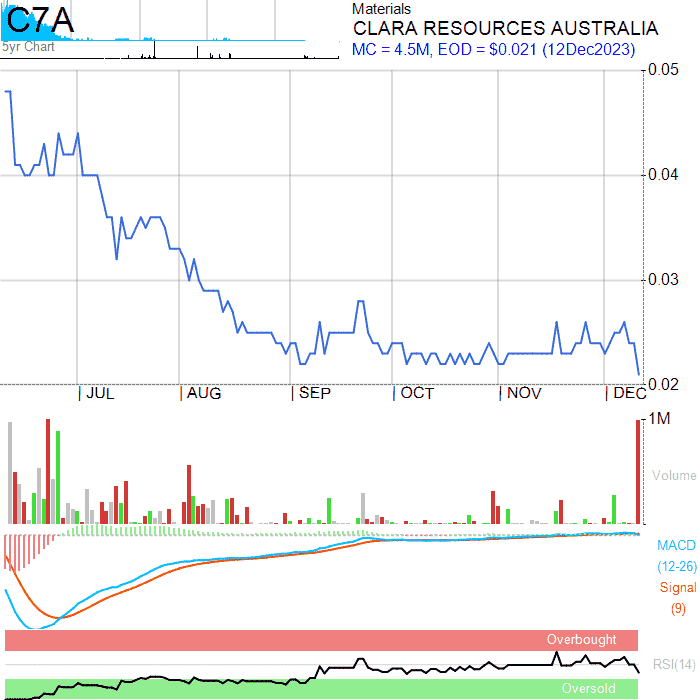 C7A
5yr Chart
Materials
CLARA RESOURCES AUSTRALIA
MC = 4.5M, EOD = $0.021 (12Dec2023)
0.05
0.04
0.03
0.02
JUL AUG SEP OCT NOV DEC
1M
Volume
MACD
(12-26)
Signal
(9)
Overbought
RSI(14)
Oversold